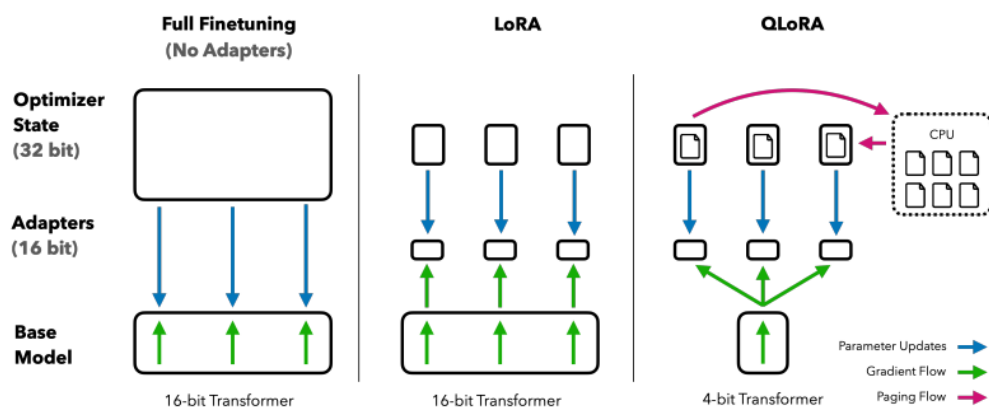 Full Finetuning
(No Adapters)
LoRA
QLoRA
Optimizer
State
(32 bit)
CPU
Adapters
(16 bit)
Base
Model
Parameter Updates
Gradient Flow
Paging Flow
16-bit Transformer
16-bit Transformer
4-bit Transformer